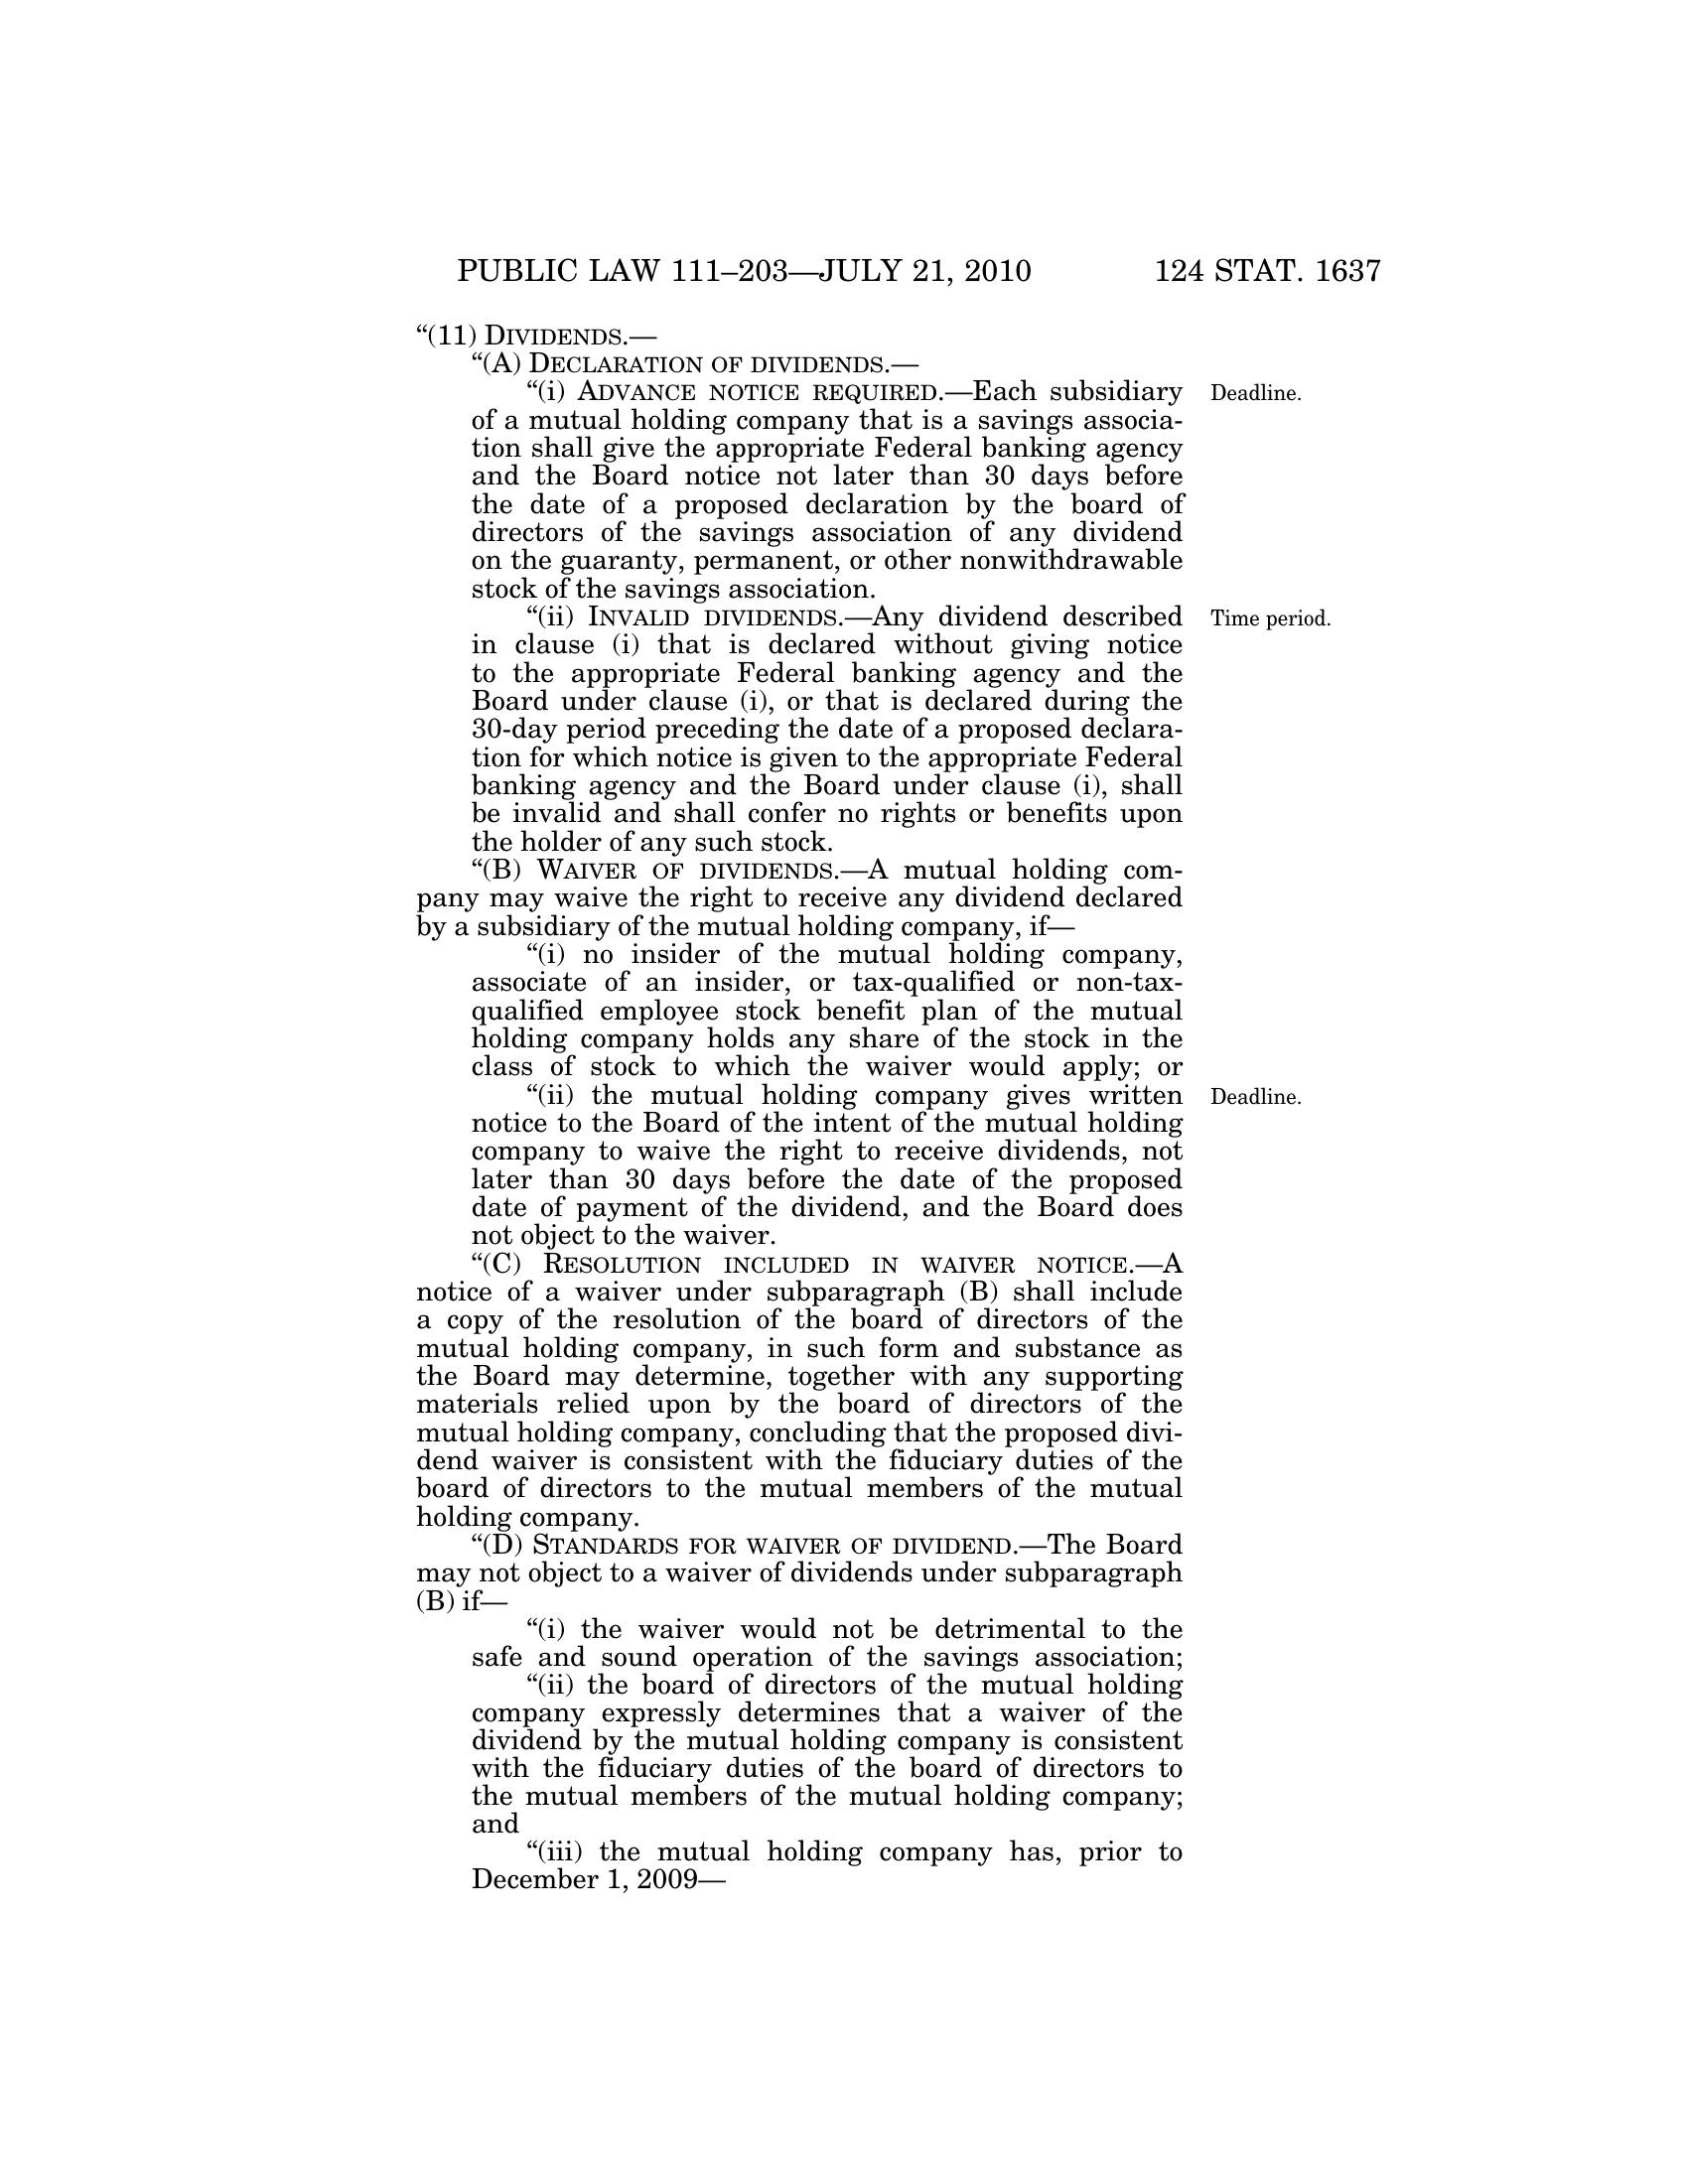 PUBLIC LAW 111–203—JULY 21, 2010 124 STAT. 1637
“(11) DIVIDENDS.—
“(A) DECLARATION OF DIVIDENDS.—
“(i) ADVANCE NOTICE REQUIRED.—Each subsidiary Deadline.
of a mutual holding company that is a savings associa-
tion shall give the appropriate Federal banking agency
and the Board notice not later than 30 days before
the date of a proposed declaration by the board of
directors of the savings association of any dividend
on the guaranty, permanent, or other nonwithdrawable
stock of the savings association.
“(ii) INVALID DIVIDENDS.—Any dividend described Time period.
in clause (i) that is declared without giving notice
to the appropriate Federal banking agency and the
Board under clause (i), or that is declared during the
30-day period preceding the date of a proposed declara-
tion for which notice is given to the appropriate Federal
banking agency and the Board under clause (i), shall
be invalid and shall confer no rights or benefits upon
the holder of any such stock.
“(B) WAIVER OF DIVIDENDS.—A mutual holding com-
pany may waive the right to receive any dividend declared
by a subsidiary of the mutual holding company, if—
“(i) no insider of the mutual holding company,
associate of an insider, or tax-qualified or non-tax-
qualified employee stock benefit plan of the mutual
holding company holds any share of the stock in the
class of stock to which the waiver would apply; or
“(ii) the mutual holding company gives written Deadline.
notice to the Board of the intent of the mutual holding
company to waive the right to receive dividends, not
later than 30 days before the date of the proposed
date of payment of the dividend, and the Board does
not object to the waiver.
“(C) RESOLUTION INCLUDED IN WAIVER NOTICE.—A
notice of a waiver under subparagraph (B) shall include
a copy of the resolution of the board of directors of the
mutual holding company, in such form and substance as
the Board may determine, together with any supporting
materials relied upon by the board of directors of the
mutual holding company, concluding that the proposed divi-
dend waiver is consistent with the fiduciary duties of the
board of directors to the mutual members of the mutual
holding company.
“(D) STANDARDS FOR WAIVER OF DIVIDEND.—The Board
may not object to a waiver of dividends under subparagraph
(B) if—
“(i) the waiver would not be detrimental to the
safe and sound operation of the savings association;
“(ii) the board of directors of the mutual holding
company expressly determines that a waiver of the
dividend by the mutual holding company is consistent
with the fiduciary duties of the board of directors to
the mutual members of the mutual holding company;
and
“(iii) the mutual holding company has, prior to
December 1, 2009—